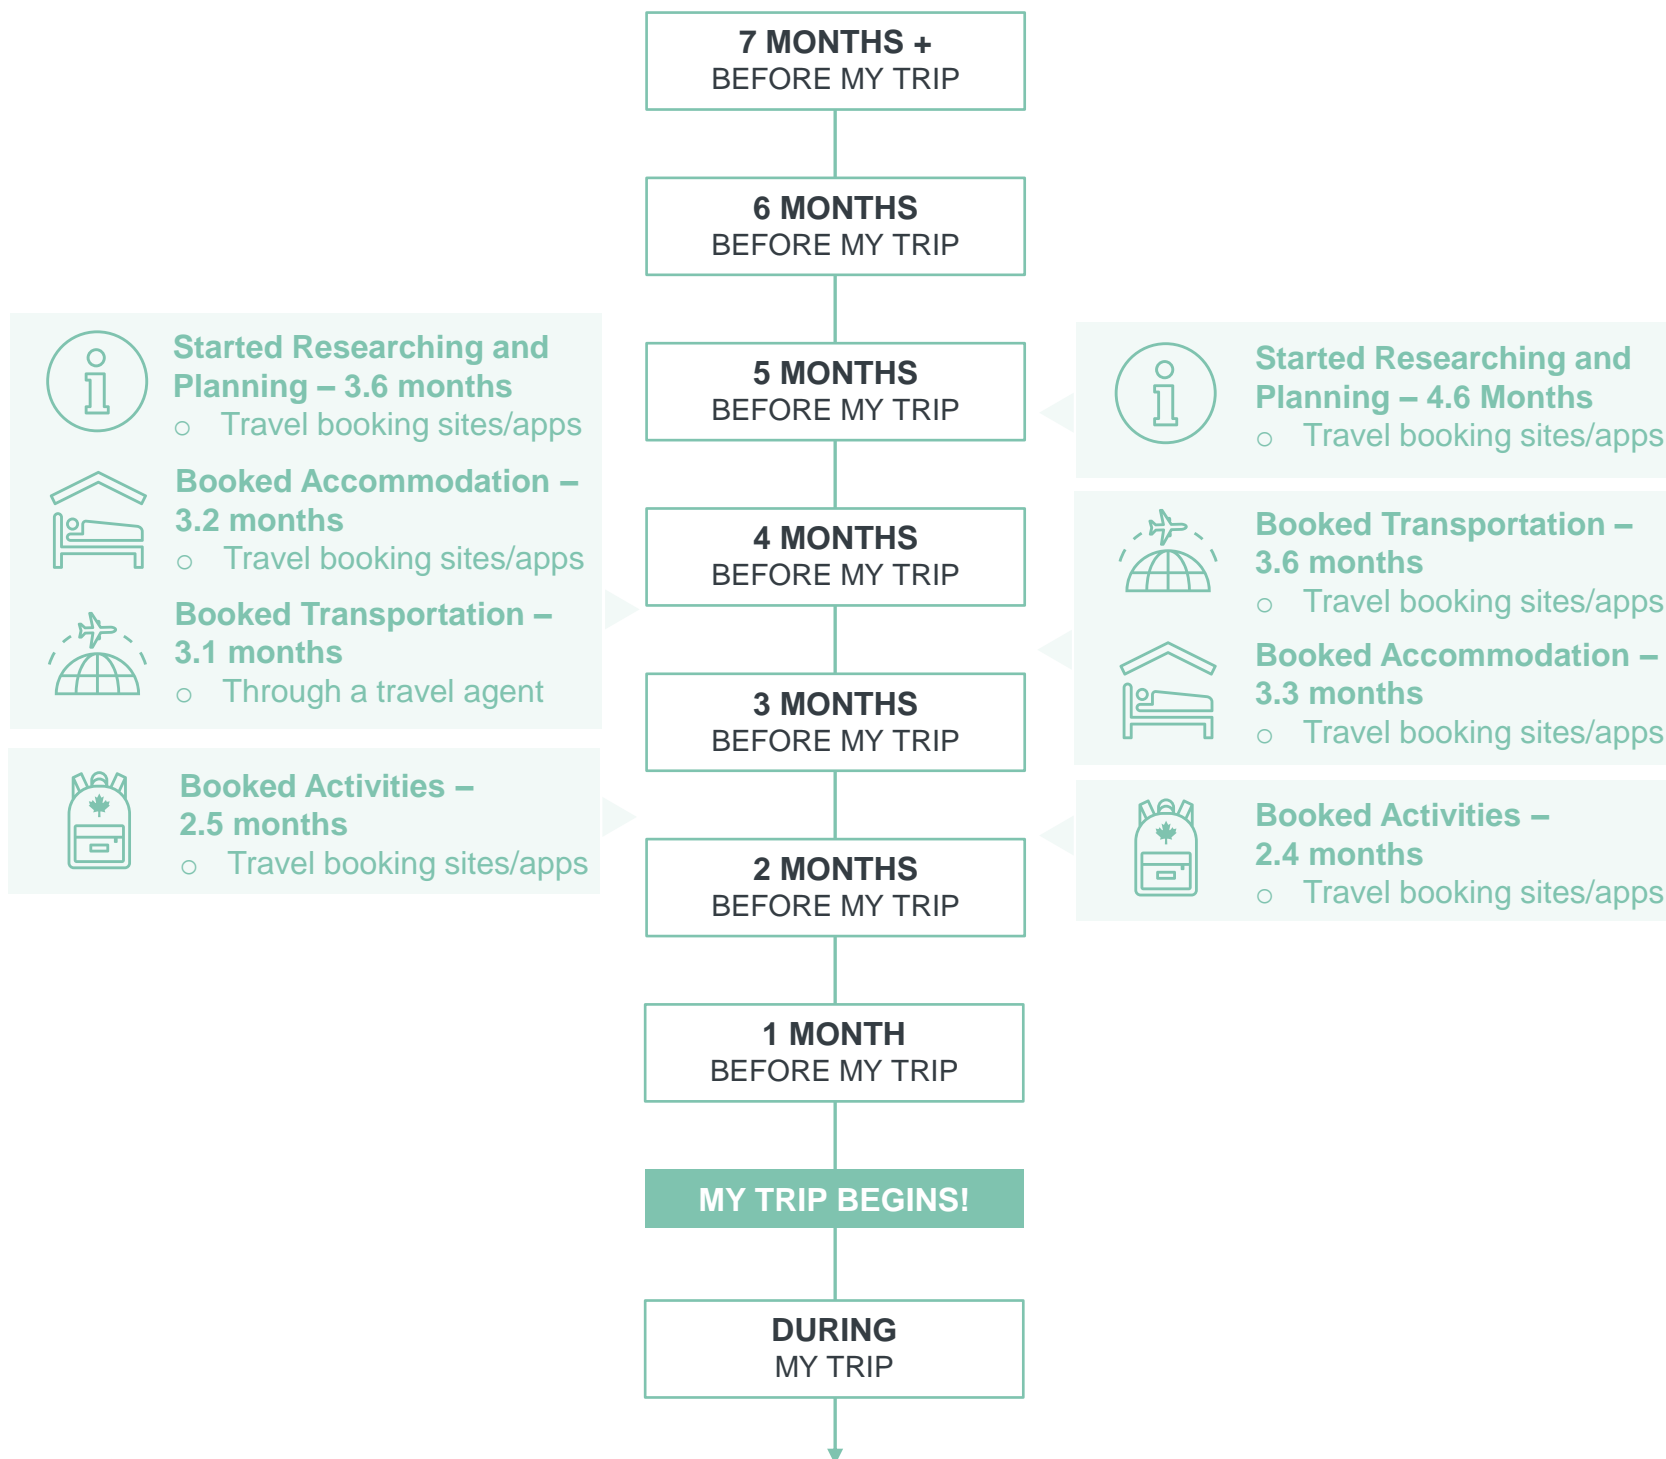 7 MONTHS +
BEFORE MY TRIP
6 MONTHS
BEFORE MY TRIP
Started Researching and
Planning – 3.6 months
○ Travel booking sites/apps
Booked Accommodation –
3.2 months
○ Travel booking sites/apps
Booked Transportation –
3.1 months
○ Through a travel agent
Booked Activities –
2.5 months
○ Travel booking sites/apps
5 MONTHS
BEFORE MY TRIP
4 MONTHS
BEFORE MY TRIP
3 MONTHS
BEFORE MY TRIP
2 MONTHS
BEFORE MY TRIP
1 MONTH
BEFORE MY TRIP
MY TRIP BEGINS!
DURING
MY TRIP
Started Researching and
Planning – 4.6 Months
○ Travel booking sites/apps
Booked Transportation –
3.6 months
○ Travel booking sites/apps
Booked Accommodation –
3.3 months
○ Travel booking sites/apps
Booked Activities –
2.4 months
○ Travel booking sites/apps